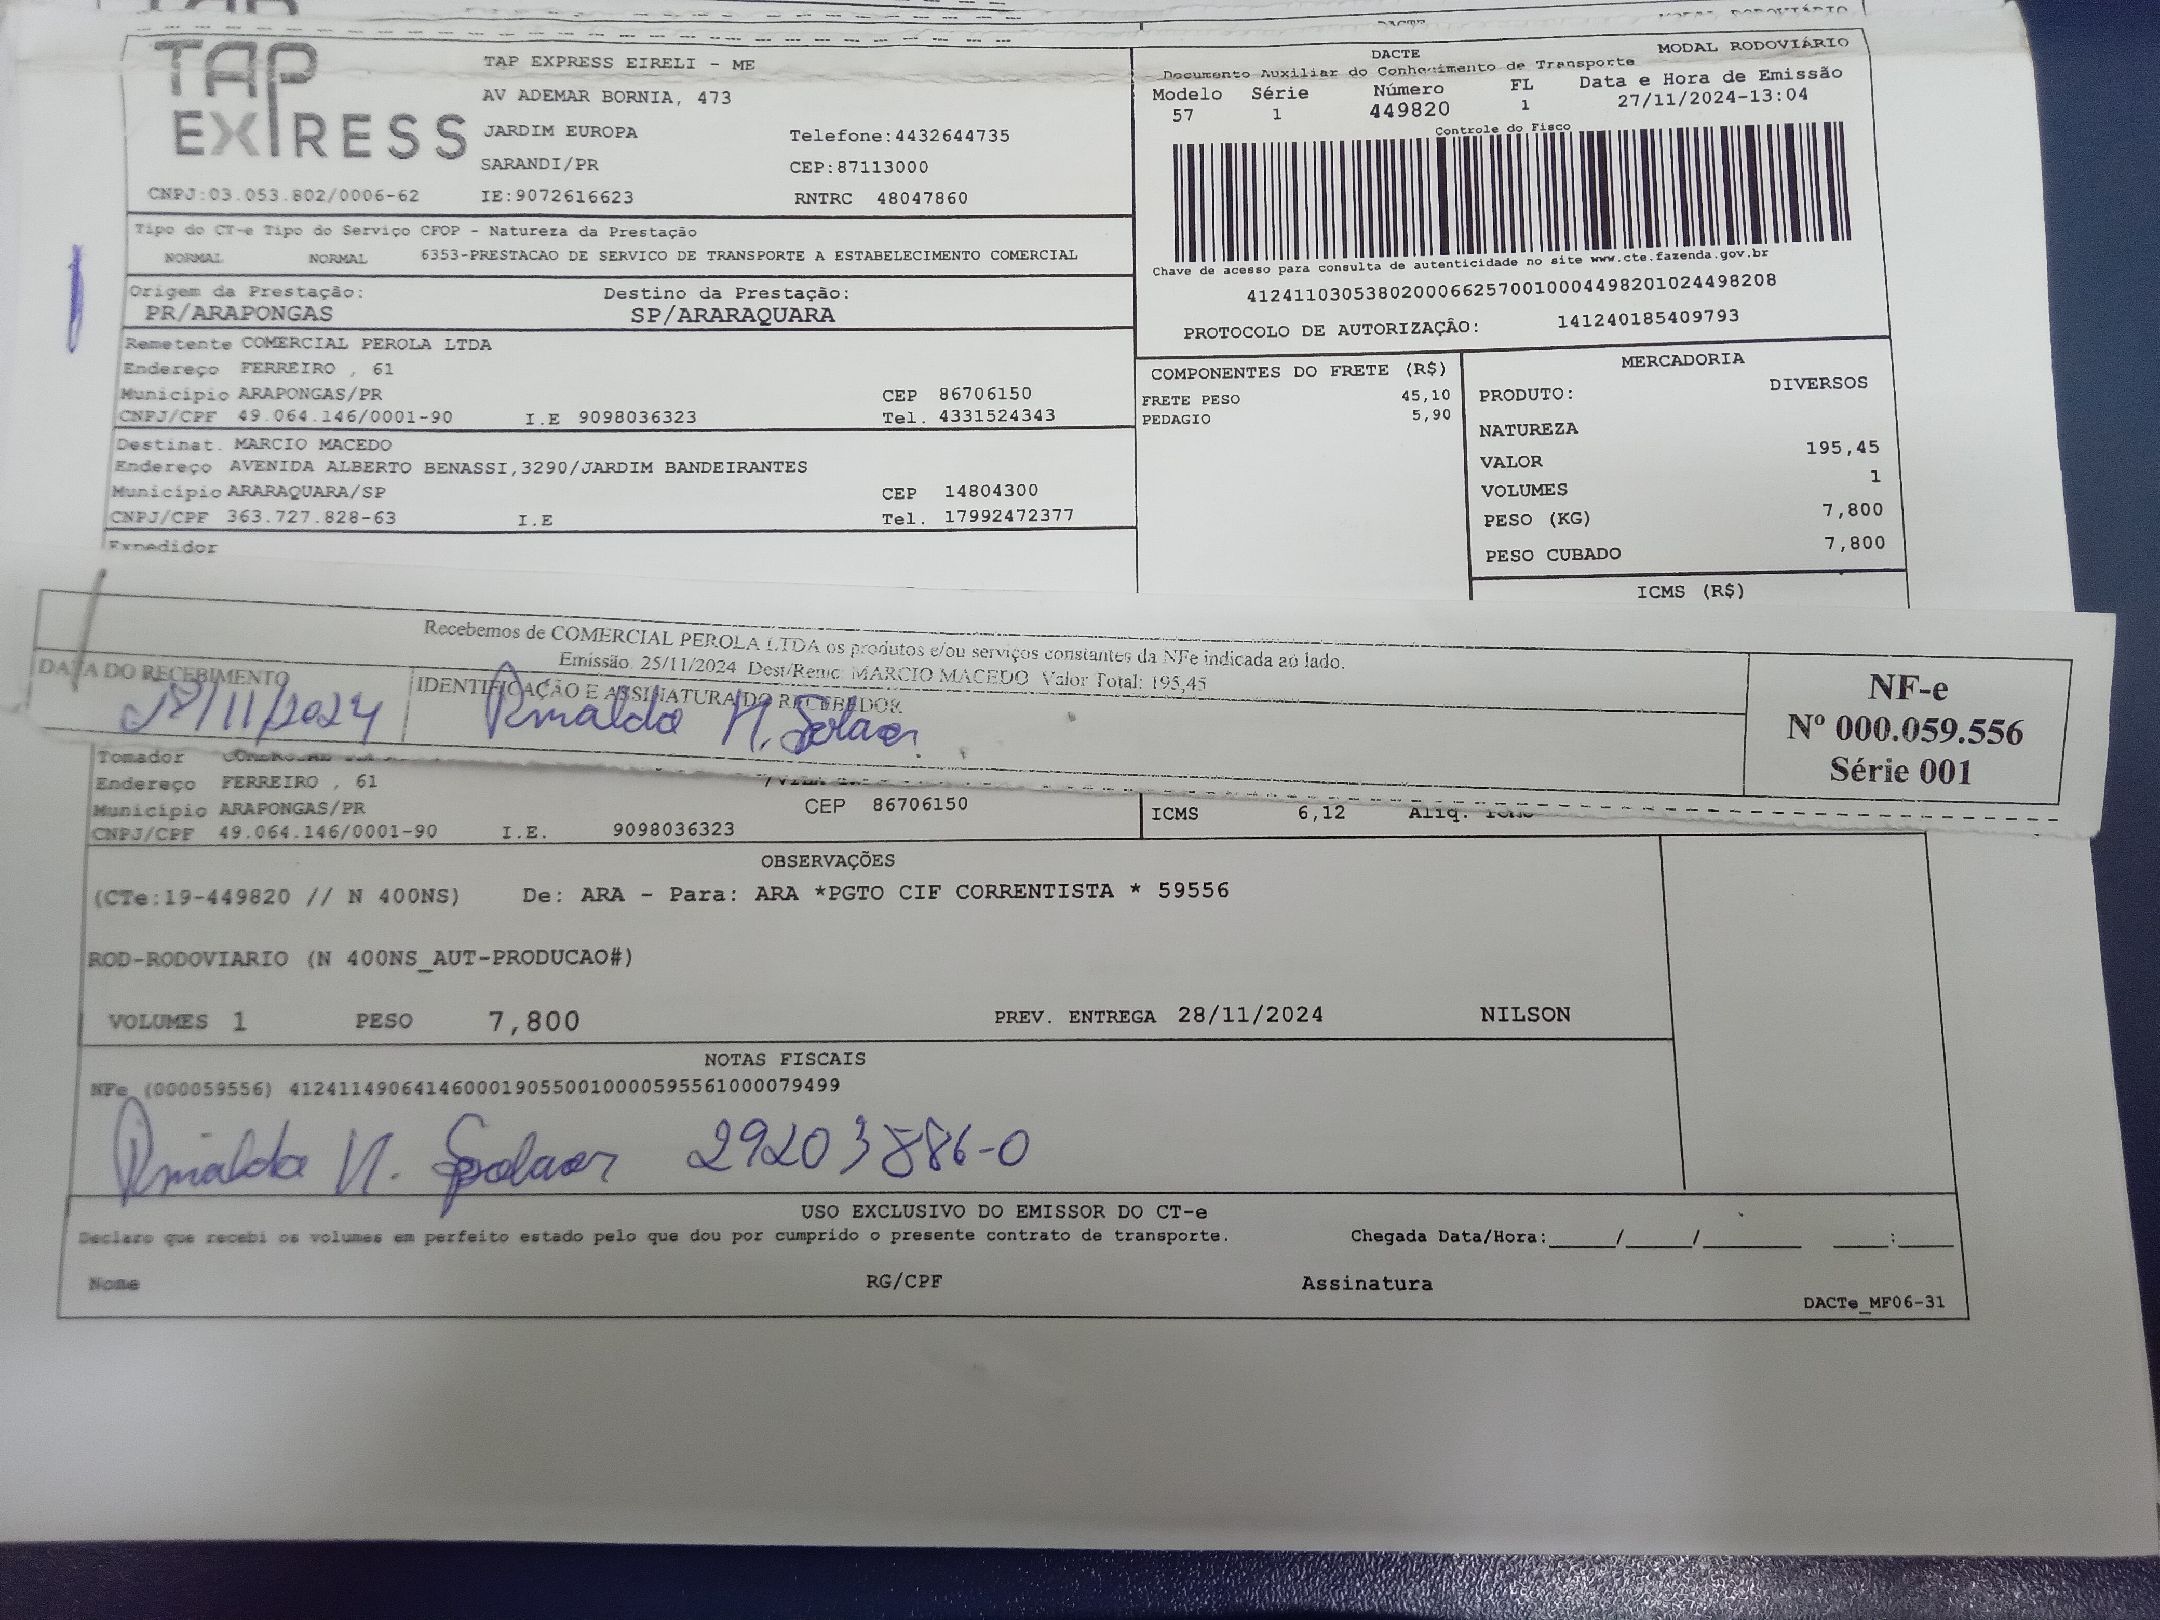 TAP EXPRESS
TAP EXPRESS EIRELI - ME
AV ADEMAR BORNIA, 473
JARDIM EUROPA Telefone:4432644735
SARANDI/PR CEP:87113000
CNPJ:03.053.802/0006-62 IE:9072616623 RNTRC 48047860
DACTE MODAL RODOVIÁRIO
Documento Auxiliar do Conhecimento de Transporte
Modelo Série Número FL Data e Hora de Emissão
57 1 449820 1 27/11/2024-13:04
Controle do Fisco
Chave de acesso para consulta de autenticidade no site www.cte.fazenda.gov.br
41241103053802000662570010004498201024498208
PROTOCOLO DE AUTORIZAÇÃO: 141240185409793
Tipo do CT-e Tipo do Serviço CFOP - Natureza da Prestação
NORMAL NORMAL 6353-PRESTACAO DE SERVICO DE TRANSPORTE A ESTABELECIMENTO COMERCIAL
Origem da Prestação: Destino da Prestação:
PR/ARAPONGAS SP/ARARAQUARA
Remetente COMERCIAL PEROLA LTDA
Endereço FERREIRO , 61
Município ARAPONGAS/PR CEP 86706150
CNPJ/CPF 49.064.146/0001-90 I.E 9098036323 Tel. 4331524343
Destinat. MARCIO MACEDO
Endereço AVENIDA ALBERTO BENASSI,3290/JARDIM BANDEIRANTES
Município ARARAQUARA/SP CEP 14804300
CNPJ/CPF 363.727.828-63 I.E Tel. 17992472377
Expedidor
COMPONENTES DO FRETE (R$)
FRETE PESO 45,10
PEDAGIO 5,90
MERCADORIA
PRODUTO: DIVERSOS
NATUREZA
VALOR 195,45
VOLUMES 1
PESO (KG) 7,800
PESO CUBADO 7,800
ICMS (R$)
Recebemos de COMERCIAL PEROLA LTDA os produtos e/ou serviços constantes da NFe indicada ao lado.
Emissão: 25/11/2024 Dest/Reme: MARCIO MACEDO Valor Total: 195,45
DATA DO RECEBIMENTO IDENTIFICAÇÃO E ASSINATURA DO RECEBEDOR
28/11/2024
NF-e
Nº 000.059.556
Série 001
Tomador
Endereço FERREIRO , 61
Município ARAPONGAS/PR CEP 86706150
CNPJ/CPF 49.064.146/0001-90 I.E. 9098036323
ICMS 6,12 Aliq.
OBSERVAÇÕES
(CTe:19-449820 // N 400NS) De: ARA - Para: ARA *PGTO CIF CORRENTISTA * 59556
ROD-RODOVIARIO (N 400NS_AUT-PRODUCAO#)
VOLUMES 1 PESO 7,800 PREV. ENTREGA 28/11/2024 NILSON
NOTAS FISCAIS
NFe (000059556) 41241149064146000190550010000595561000079499
29203886-0
USO EXCLUSIVO DO EMISSOR DO CT-e
Declaro que recebi os volumes em perfeito estado pelo que dou por cumprido o presente contrato de transporte. Chegada Data/Hora:_____/_____/_______ ____:____
Nome RG/CPF Assinatura
DACTe_MF06-31